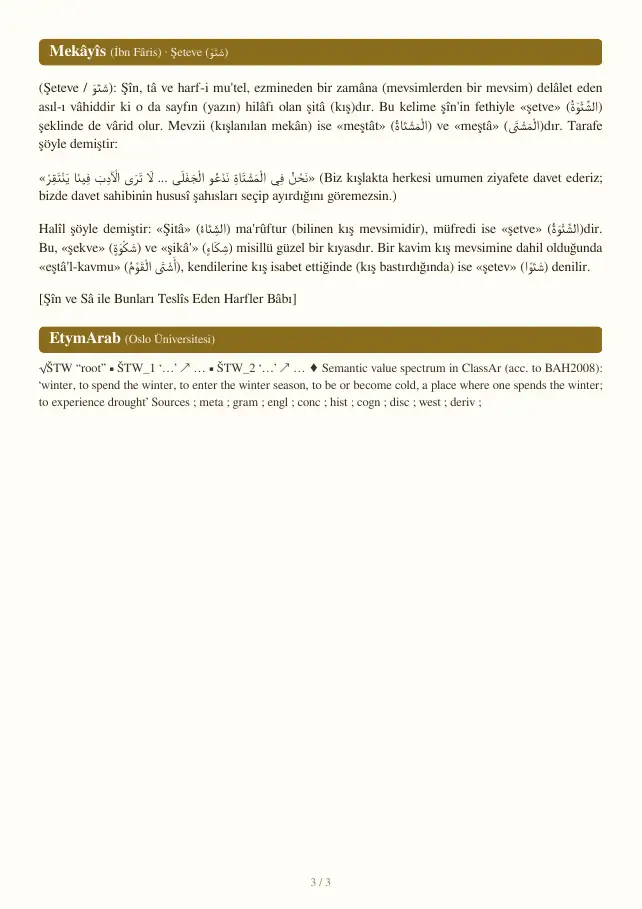 Mekâyîs (İbn Fâris) · Şeteve (شَتَوَ)
(Şeteve / شَتَوَ): Şîn, tâ ve harf-i mu'tel, ezmineden bir zamâna (mevsimlerden bir mevsim) delâlet eden
asıl-ı vâhiddir ki o da sayfın (yazın) hilâfı olan şitâ (kış)dır. Bu kelime şîn'in fethiyle «şetve» (الشَّتْوَةُ)
şeklinde de vârid olur. Mevzii (kışlanılan mekân) ise «meştât» (الْمَشْتَاةُ) ve «meştâ» (الْمَشْتَى)dır. Tarafe
şöyle demiştir:
«نَحْنُ فِي الْمَشْتَاةِ نَدْعُو الْجَفَلَى ... لَا تَرَى الْآدِبَ فِينَا يَنْتَقِرْ» (Biz kışlakta herkesi umumen ziyafete davet ederiz;
bizde davet sahibinin hususî şahısları seçip ayırdığını göremezsin.)
Halîl şöyle demiştir: «Şitâ» (الشِّتَاءُ) ma'rûftur (bilinen kış mevsimidir), müfredi ise «şetve» (الشَّتْوَةُ)dir.
Bu, «şekve» (شَكْوَةٍ) ve «şikâ'» (شِكَاءٍ) misillü güzel bir kıyasdır. Bir kavim kış mevsimine dahil olduğunda
«eştâ'l-kavmu» (أَشْتَى الْقَوْمُ), kendilerine kış isabet ettiğinde (kış bastırdığında) ise «şetev» (شَتَوْا) denilir.
[Şîn ve Sâ ile Bunları Teslîs Eden Harfler Bâbı]
EtymArab (Oslo Üniversitesi)
√ŠTW “root” ▪ ŠTW_1 ‘…’ ↗ … ▪ ŠTW_2 ‘…’ ↗ … ♦ Semantic value spectrum in ClassAr (acc. to BAH2008):
‘winter, to spend the winter, to enter the winter season, to be or become cold, a place where one spends the winter;
to experience drought’ Sources ; meta ; gram ; engl ; conc ; hist ; cogn ; disc ; west ; deriv ;
3 / 3